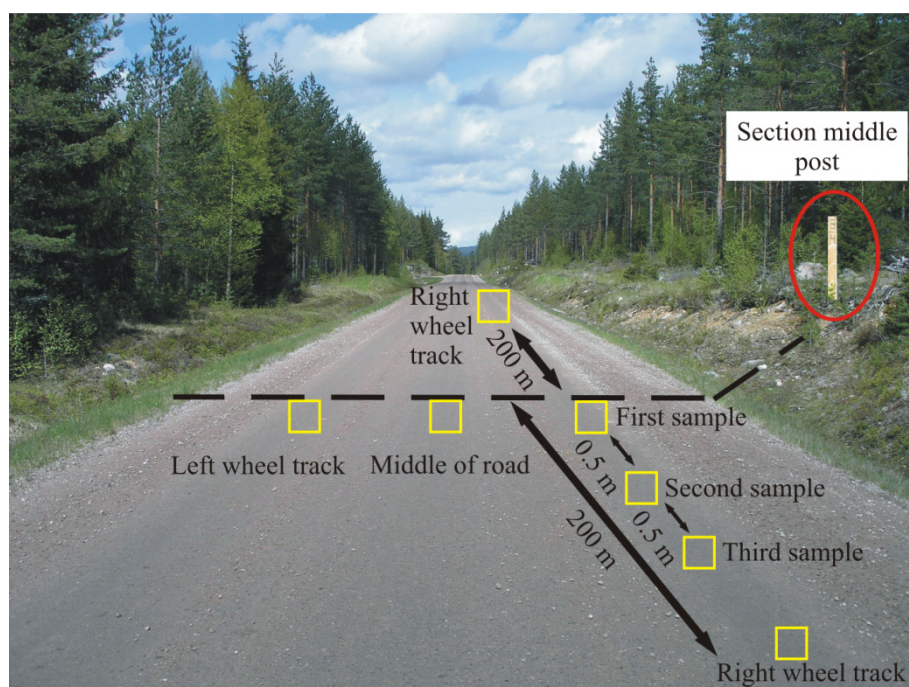 Section middle
post
Right
wheel
track
200 m
First sample
Left wheel track
Middle of road
0.5 m
Second sample
0.5 m
200 m
Third sample
Right wheel track